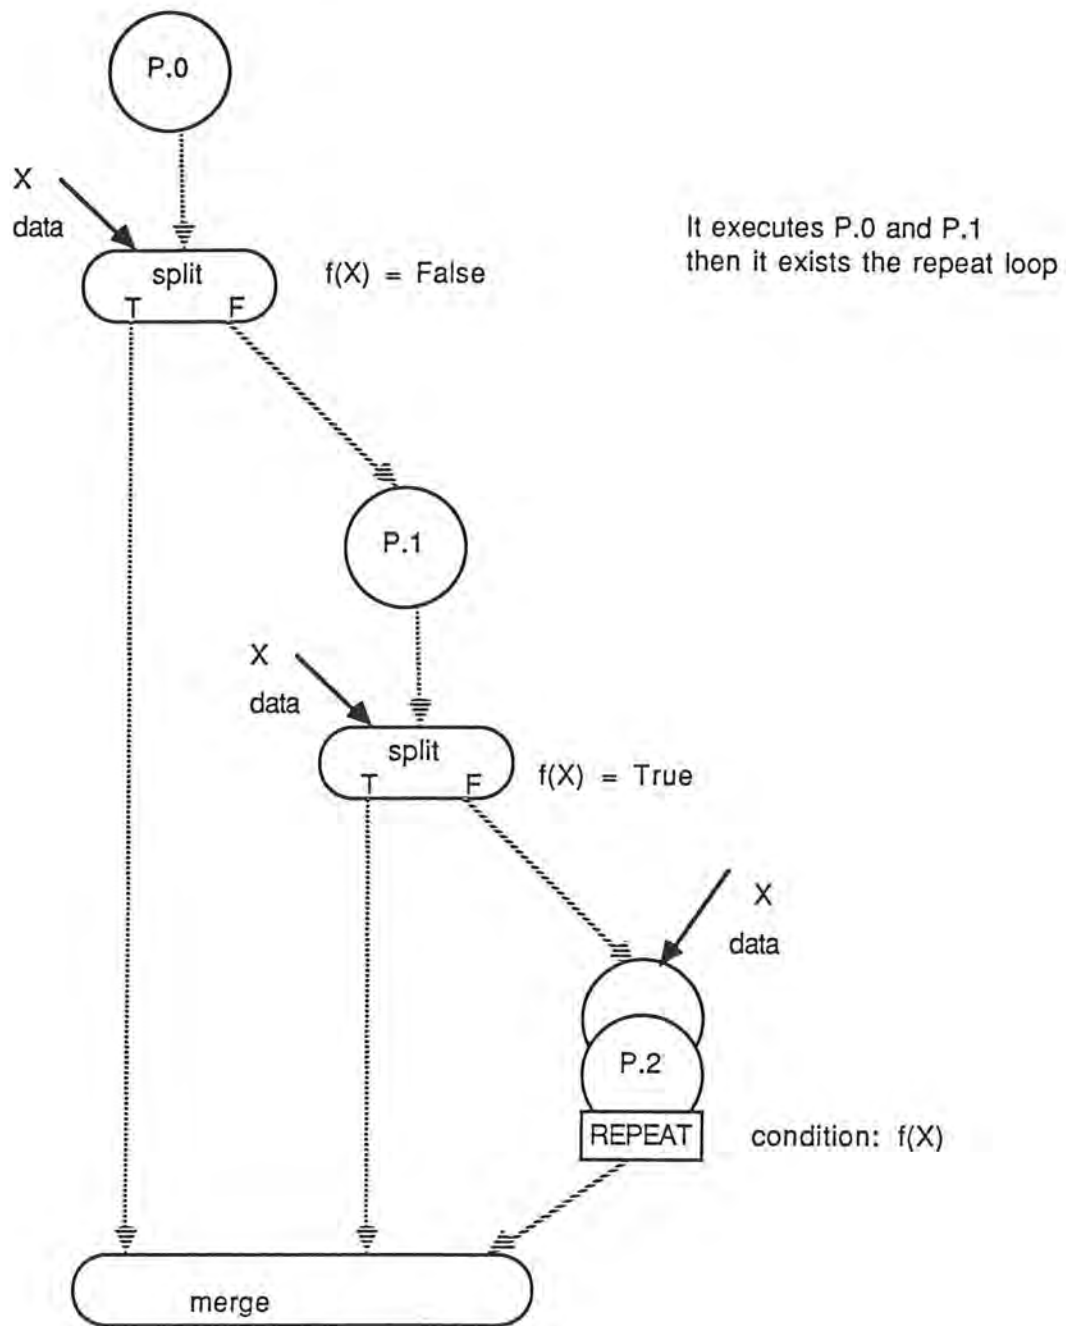 P.0
X
data
split
T F
f(X) = False
It executes P.0 and P.1
then it exists the repeat loop
P.1
X
data
split
T F
f(X) = True
X
data
P.2
REPEAT
condition: f(X)
merge